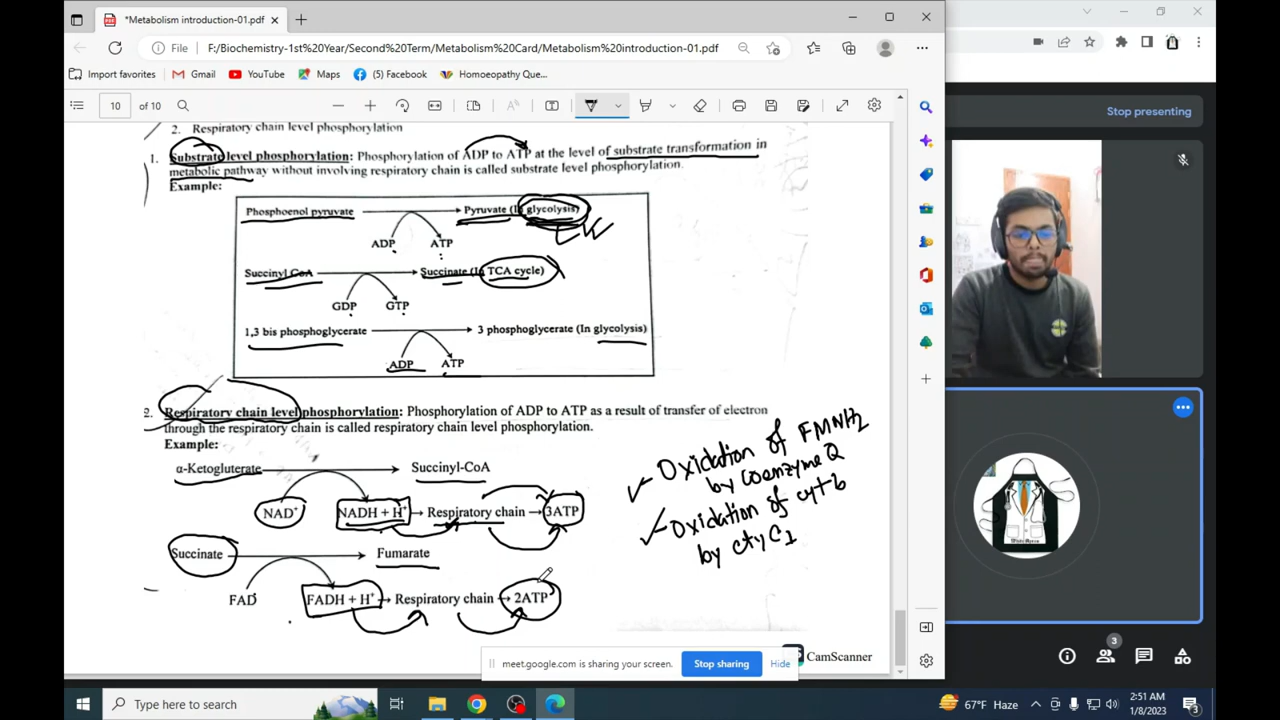 *Metabolism introduction-01.pdf
File
F:/Biochemistry-1st%20Year/Second%20Term/Metabolism%20Card/Metabolism%20introduction-01.pdf
Import favorites
Gmail
YouTube
Maps
(5) Facebook
Homoeopathy Que...
10 of 10
Stop presenting
2. Respiratory chain level phosphorylation
1. Substrate level phosphorylation: Phosphorylation of ADP to ATP at the level of substrate transformation in
metabolic pathway without involving respiratory chain is called substrate level phosphorylation.
Example:
Phosphoenol pyruvate
Pyruvate (In glycolysis)
ADP
ATP
Succinyl CoA
Succinate (In TCA cycle)
GDP
GTP
1,3 bis phosphoglycerate
3 phosphoglycerate (In glycolysis)
ADP
ATP
2. Respiratory chain level phosphorylation: Phosphorylation of ADP to ATP as a result of transfer of electron
through the respiratory chain is called respiratory chain level phosphorylation.
Example:
α-Ketogluterate
Succinyl-CoA
NAD⁺
NADH + H⁺ → Respiratory chain → 3ATP
Succinate
Fumarate
FAD
FADH + H⁺ → Respiratory chain → 2ATP
Oxidation of FMNH2
by coenzyme Q
Oxidation of cyt b
by cty C1
CamScanner
meet.google.com is sharing your screen.
Stop sharing
Hide
3
Type here to search
67°F Haze
2:51 AM
1/8/2023
3